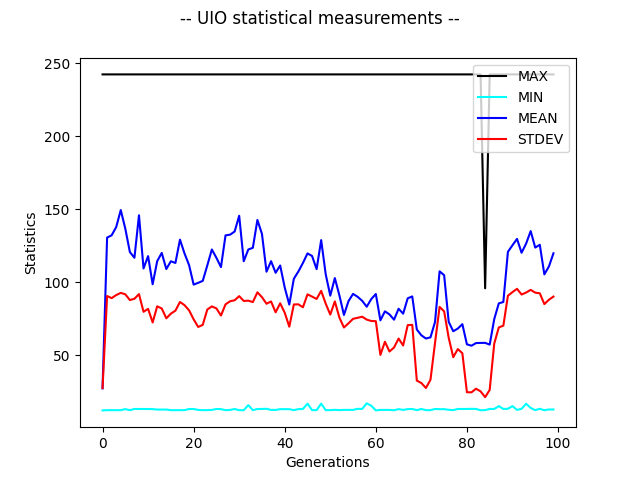 -- UIO statistical measurements --
250
200
150
100
50
Statistics
MAX
MIN
MEAN
STDEV
0 20 40 60 80 100
Generations